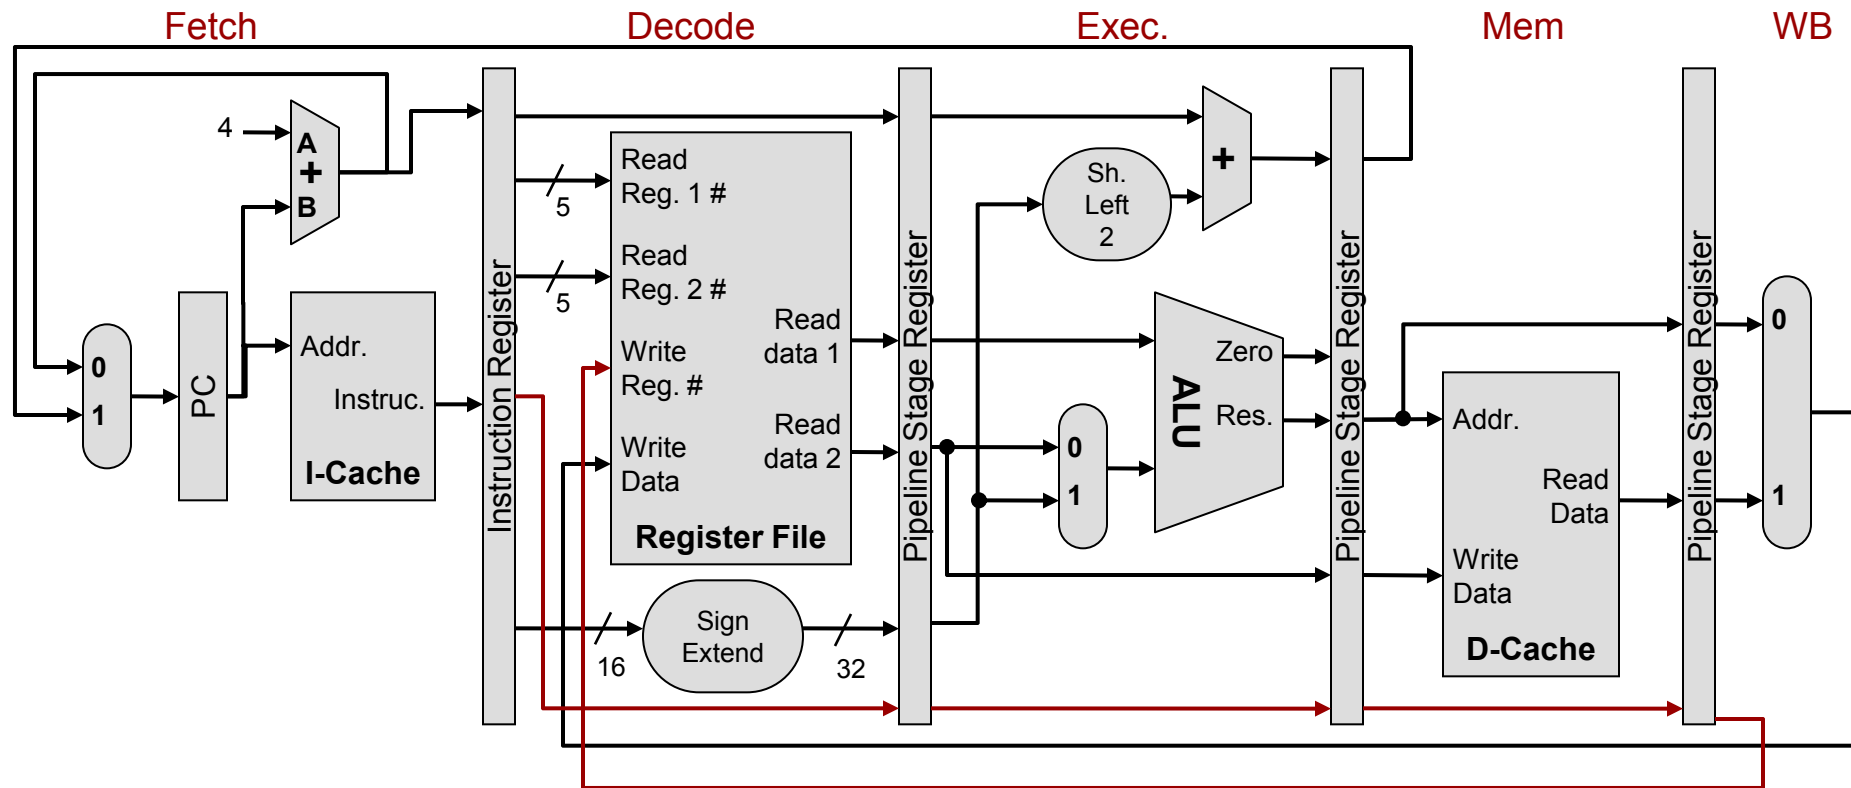 Fetch
Decode
Exec.
Mem
WB
4
A
+
B
0
1
PC
Addr.
Instruc.
I-Cache
Instruction Register
5
5
Read
Reg. 1 #
Read
Reg. 2 #
Write
Reg. #
Write
Data
Read
data 1
Read
data 2
Register File
16
Sign
Extend
32
Pipeline Stage Register
Sh.
Left
2
+
0
1
ALU
Zero
Res.
Pipeline Stage Register
Addr.
Read
Data
Write
Data
D-Cache
Pipeline Stage Register
0
1